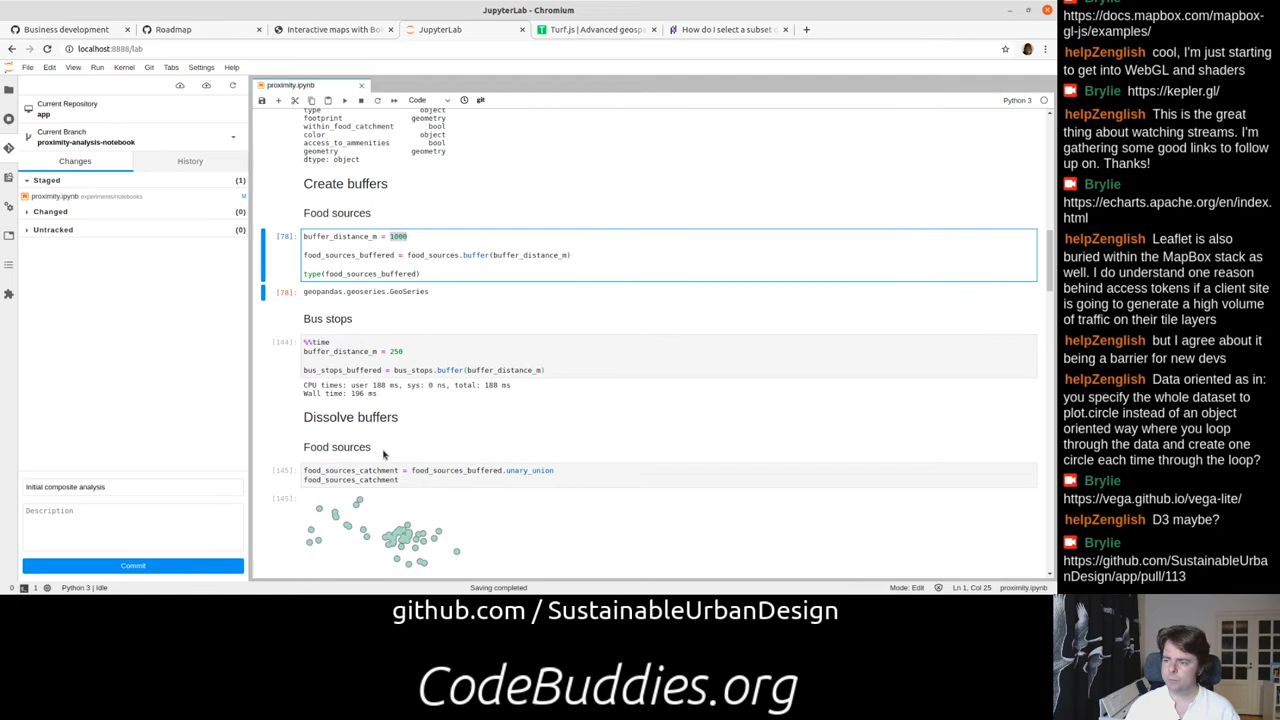 JupyterLab - Chromium
Business development
Roadmap
Interactive maps with Bo
JupyterLab
Turf.js | Advanced geosp
How do I select a subset o
localhost:8888/lab
File Edit View Run Kernel Git Tabs Settings Help
proximity.ipynb
Code
git
Python 3
Current Repository
app
Current Branch
proximity-analysis-notebook
Changes
History
Staged (1)
proximity.ipynb experiments/notebooks M
Changed (0)
Untracked (0)
Initial composite analysis
Description
Commit
type object
footprint geometry
within_food_catchment bool
color object
access_to_ammenities bool
geometry geometry
dtype: object
Create buffers
Food sources
[78]: buffer_distance_m = 1000
food_sources_buffered = food_sources.buffer(buffer_distance_m)
type(food_sources_buffered)
[78]: geopandas.geoseries.GeoSeries
Bus stops
[144]: %%time
buffer_distance_m = 250
bus_stops_buffered = bus_stops.buffer(buffer_distance_m)
CPU times: user 188 ms, sys: 0 ns, total: 188 ms
Wall time: 196 ms
Dissolve buffers
Food sources
[145]: food_sources_catchment = food_sources_buffered.unary_union
food_sources_catchment
[145]:
0 1 Python 3 | Idle
Saving completed
Mode: Edit
Ln 1, Col 25
proximity.ipynb
https://docs.mapbox.com/mapbox-
gl-js/examples/
helpZenglish cool, I'm just starting
to get into WebGL and shaders
Brylie https://kepler.gl/
helpZenglish This is the great
thing about watching streams. I'm
gathering some good links to follow
up on. Thanks!
Brylie
https://echarts.apache.org/en/index.
html
helpZenglish Leaflet is also
buried within the MapBox stack as
well. I do understand one reason
behind access tokens if a client site
is going to generate a high volume
of traffic on their tile layers
helpZenglish but I agree about it
being a barrier for new devs
helpZenglish Data oriented as in:
you specify the whole dataset to
plot.circle instead of an object
oriented way where you loop
through the data and create one
circle each time through the loop?
Brylie
https://vega.github.io/vega-lite/
helpZenglish D3 maybe?
Brylie
https://github.com/SustainableUrba
nDesign/app/pull/113
github.com / SustainableUrbanDesign
CodeBuddies.org